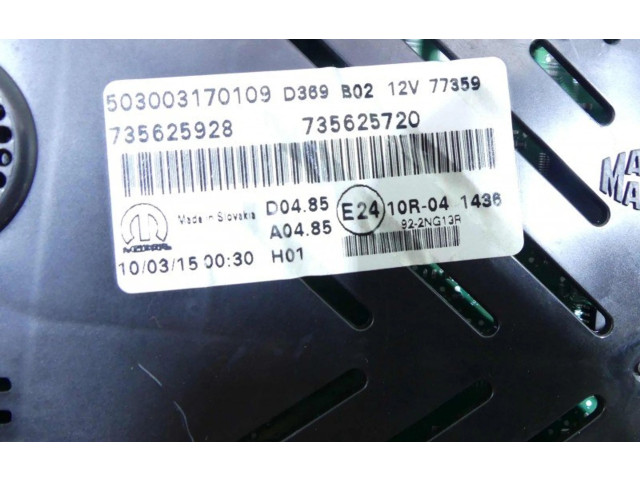 503003170109 D369 B02 12V 77359
735625928 735625720
MOPAR
Made in Slovakia
D04.85
A04.85
E24
10R-04 1436
92-2NG13R
10/03/15 00:30 H01